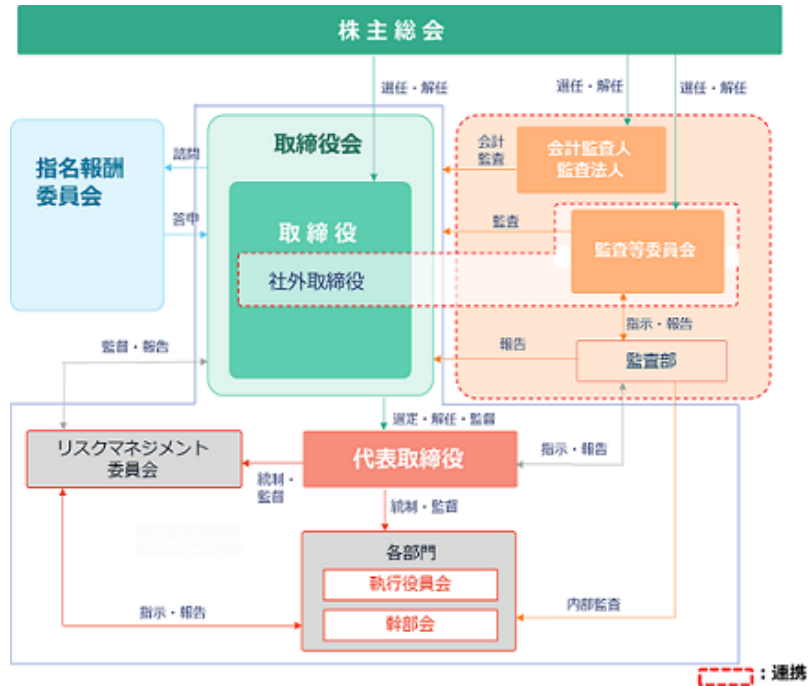 株主総会
選任・解任
選任・解任
選任・解任
指名報酬
委員会
諮問
答申
取締役会
取締役
社外取締役
会計
監査
会計監査人
監査法人
監査
監査等委員会
指示・報告
報告
監査部
監督・報告
選定・解任・監督
リスクマネジメント
委員会
代表取締役
指示・報告
統制・
監督
統制・監督
各部門
執行役員会
幹部会
指示・報告
内部監査
：連携